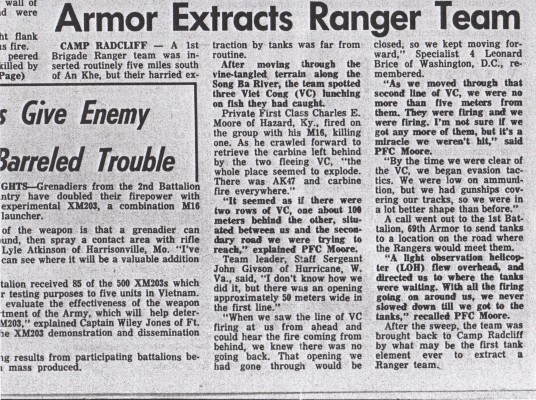 wall of
nd were
ht flank
s fire.
peered
killed by
Page)
s Give Enemy
Barreled Trouble
GHTS—Grenadiers from the 2nd Battalion
ntry have doubled their firepower with
experimental XM203, a combination M16
launcher.
of the weapon is that a grenadier can
und, then spray a contact area with rifle
Lyle Atkinson of Harrisonville, Mo. "I've
can see where it will be a valuable addition
talion received 85 of the 500 XM203s which
r testing purposes to five units in Vietnam.
evaluate the effectiveness of the weapon
rtment of the Army, which will help deter-
M203," explained Captain Wiley Jones of Ft.
he XM203 demonstration and dissemination
ng results from participating battalions be-
a mass produced.
Armor Extracts Ranger Team
CAMP RADCLIFF — A 1st
Brigade Ranger team was in-
serted routinely five miles south
of An Khe, but their harried ex-
traction by tanks was far from
routine.
After moving through the
vine-tangled terrain along the
Song Ba River, the team spotted
three Viet Cong (VC) lunching
on fish they had caught.
Private First Class Charles E.
Moore of Hazard, Ky., fired on
the group with his M16, killing
one. As he crawled forward to
retrieve the carbine left behind
by the two fleeing VC, "the
whole place seemed to explode.
There was AK47 and carbine
fire everywhere."
"It seemed as if there were
two rows of VC, one about 100
meters behind the other, situ-
ated between us and the secon-
dary road we were trying to
reach," explained PFC Moore.
Team leader, Staff Sergeant
John Givson of Hurricane, W.
Va., said, "I don't know how we
did it, but there was an opening
approximately 50 meters wide in
the first line."
"When we saw the line of VC
firing at us from ahead and
could hear the fire coming from
behind, we knew there was no
going back. That opening we
had gone through would be
closed, so we kept moving for-
ward," Specialist 4 Leonard
Brice of Washington, D.C., re-
membered.
"As we moved through that
second line of VC, we were no
more than five meters from
them. They were firing and we
were firing. I'm not sure if we
got any more of them, but it's a
miracle we weren't hit," said
PFC Moore.
"By the time we were clear of
the VC, we began evasion tac-
tics. We were low on ammuni-
tion, but we had gunships cov-
ering our tracks, so we were in
a lot better shape than before."
A call went out to the 1st Bat-
talion, 69th Armor to send tanks
to a location on the road where
the Rangers would meet them.
"A light observation helicop-
ter (LOH) flew overhead, and
directed us to where the tanks
were waiting. With all the firing
going on around us, we never
slowed down till we got to the
tanks," recalled PFC Moore.
After the sweep, the team was
brought back to Camp Radcliff
by what may be the first tank
element ever to extract a
Ranger team.